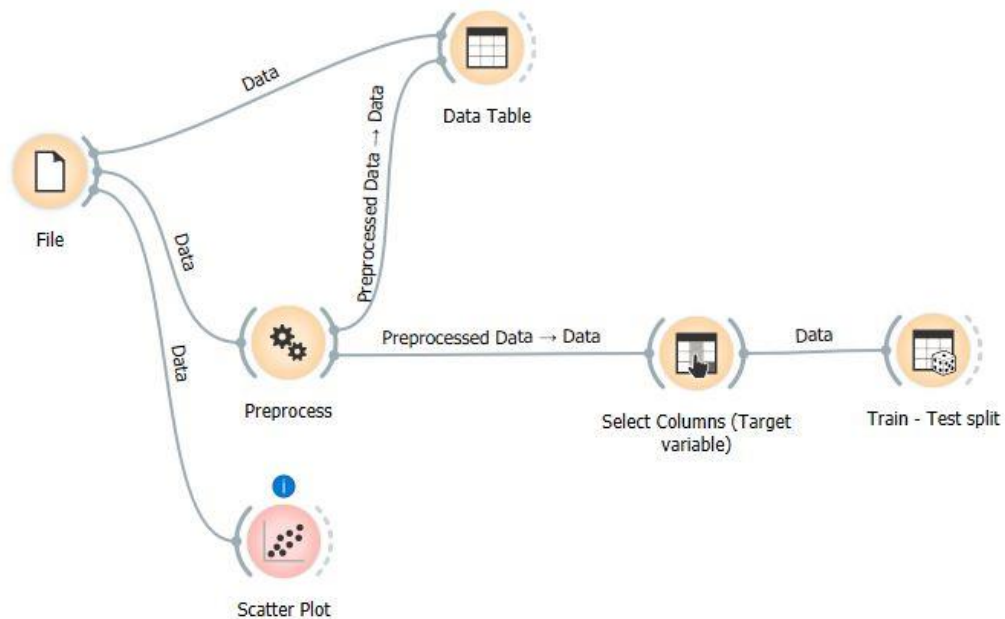 Data
Data Table
Preprocessed Data → Data
File
Data
Data
Preprocessed Data → Data
Data
Preprocess
Select Columns (Target
variable)
Train - Test split
i
Scatter Plot